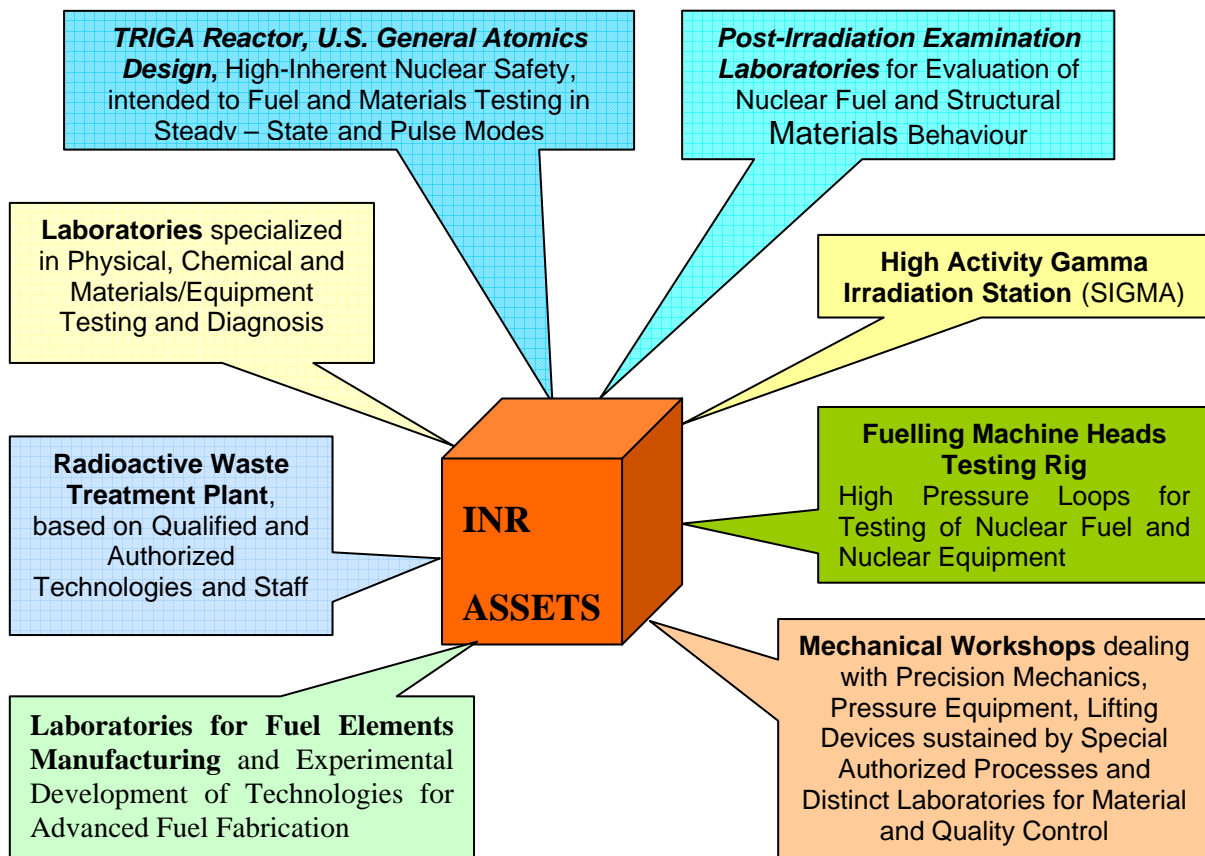 TRIGA Reactor, U.S. General Atomics
Design, High-Inherent Nuclear Safety,
intended to Fuel and Materials Testing in
Steady – State and Pulse Modes
Post-Irradiation Examination
Laboratories for Evaluation of
Nuclear Fuel and Structural
Materials Behaviour
Laboratories specialized
in Physical, Chemical and
Materials/Equipment
Testing and Diagnosis
High Activity Gamma
Irradiation Station (SIGMA)
Radioactive Waste
Treatment Plant,
based on Qualified and
Authorized
Technologies and Staff
INR
ASSETS
Fuelling Machine Heads
Testing Rig
High Pressure Loops for
Testing of Nuclear Fuel and
Nuclear Equipment
Laboratories for Fuel Elements
Manufacturing and Experimental
Development of Technologies for
Advanced Fuel Fabrication
Mechanical Workshops dealing
with Precision Mechanics,
Pressure Equipment, Lifting
Devices sustained by Special
Authorized Processes and
Distinct Laboratories for Material
and Quality Control